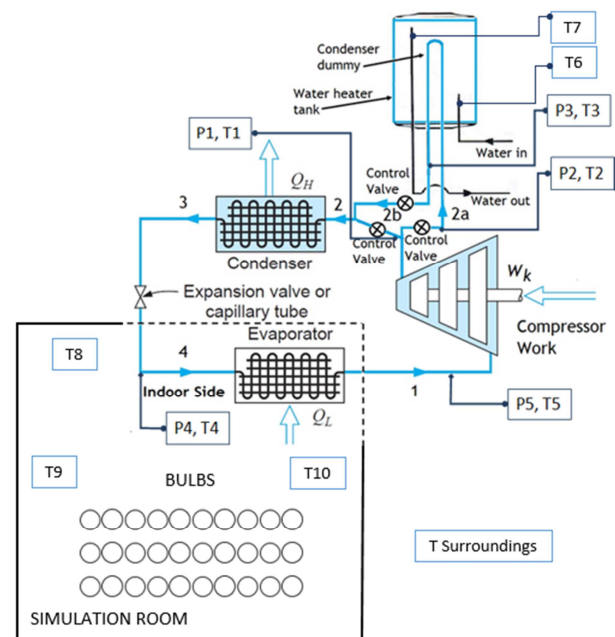 T7
Condenser
dummy
T6
Water heater
tank
P3, T3
P1, T1
Water in
Control
Valve
P2, T2
Q_H
3
2
2b
2a
Water out
Control
Valve
Control
Valve
Condenser
W_k
Expansion valve or
capillary tube
Compressor
Work
Evaporator
T8
4
Indoor Side
1
Q_L
P4, T4
P5, T5
T9
BULBS
T10
T Surroundings
SIMULATION ROOM